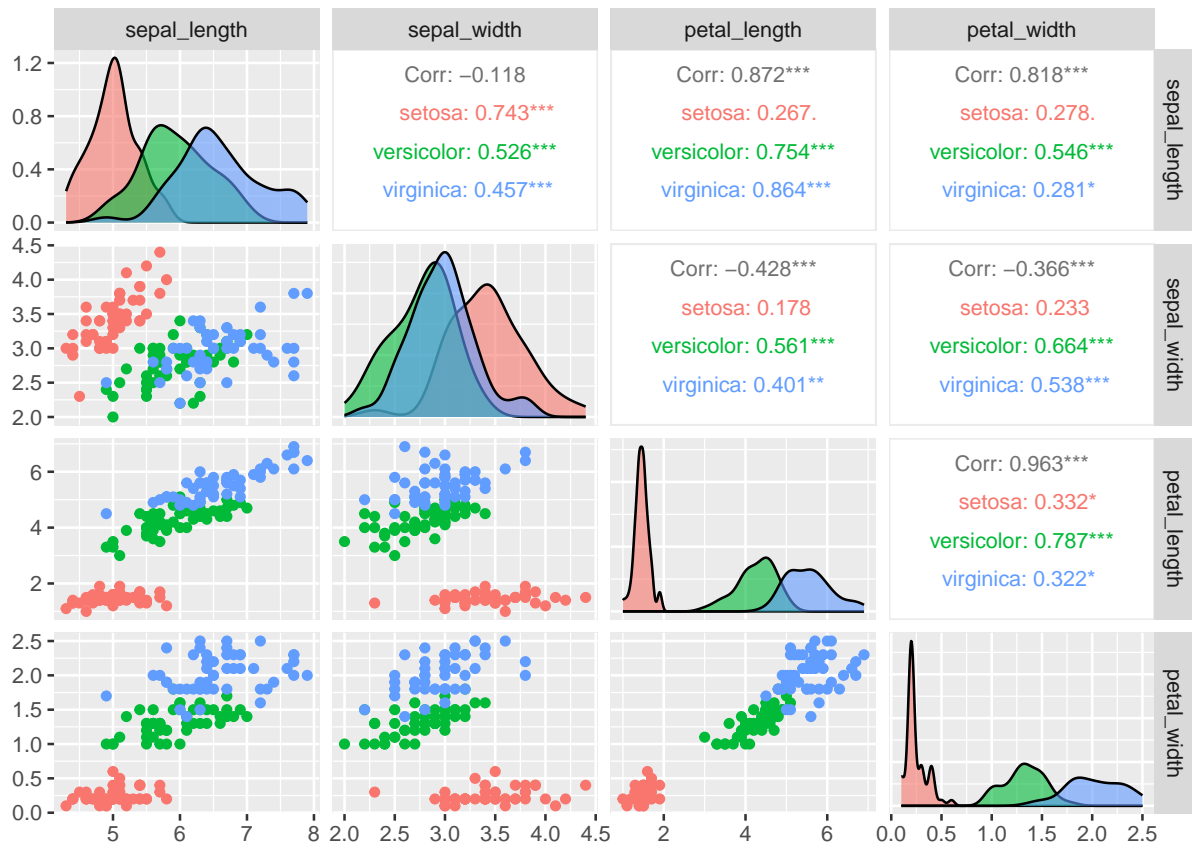 sepal_length
sepal_width
petal_length
petal_width
1.2
0.8
0.4
0.0
Corr: −0.118
setosa: 0.743***
versicolor: 0.526***
virginica: 0.457***
Corr: 0.872***
setosa: 0.267.
versicolor: 0.754***
virginica: 0.864***
Corr: 0.818***
setosa: 0.278.
versicolor: 0.546***
virginica: 0.281*
sepal_length
4.5
4.0
3.5
3.0
2.5
2.0
Corr: −0.428***
setosa: 0.178
versicolor: 0.561***
virginica: 0.401**
Corr: −0.366***
setosa: 0.233
versicolor: 0.664***
virginica: 0.538***
sepal_width
6
4
2
Corr: 0.963***
setosa: 0.332*
versicolor: 0.787***
virginica: 0.322*
petal_length
2.5
2.0
1.5
1.0
0.5
0.0
petal_width
5 6 7 8
2.0 2.5 3.0 3.5 4.0 4.5
2 4 6
0.0 0.5 1.0 1.5 2.0 2.5